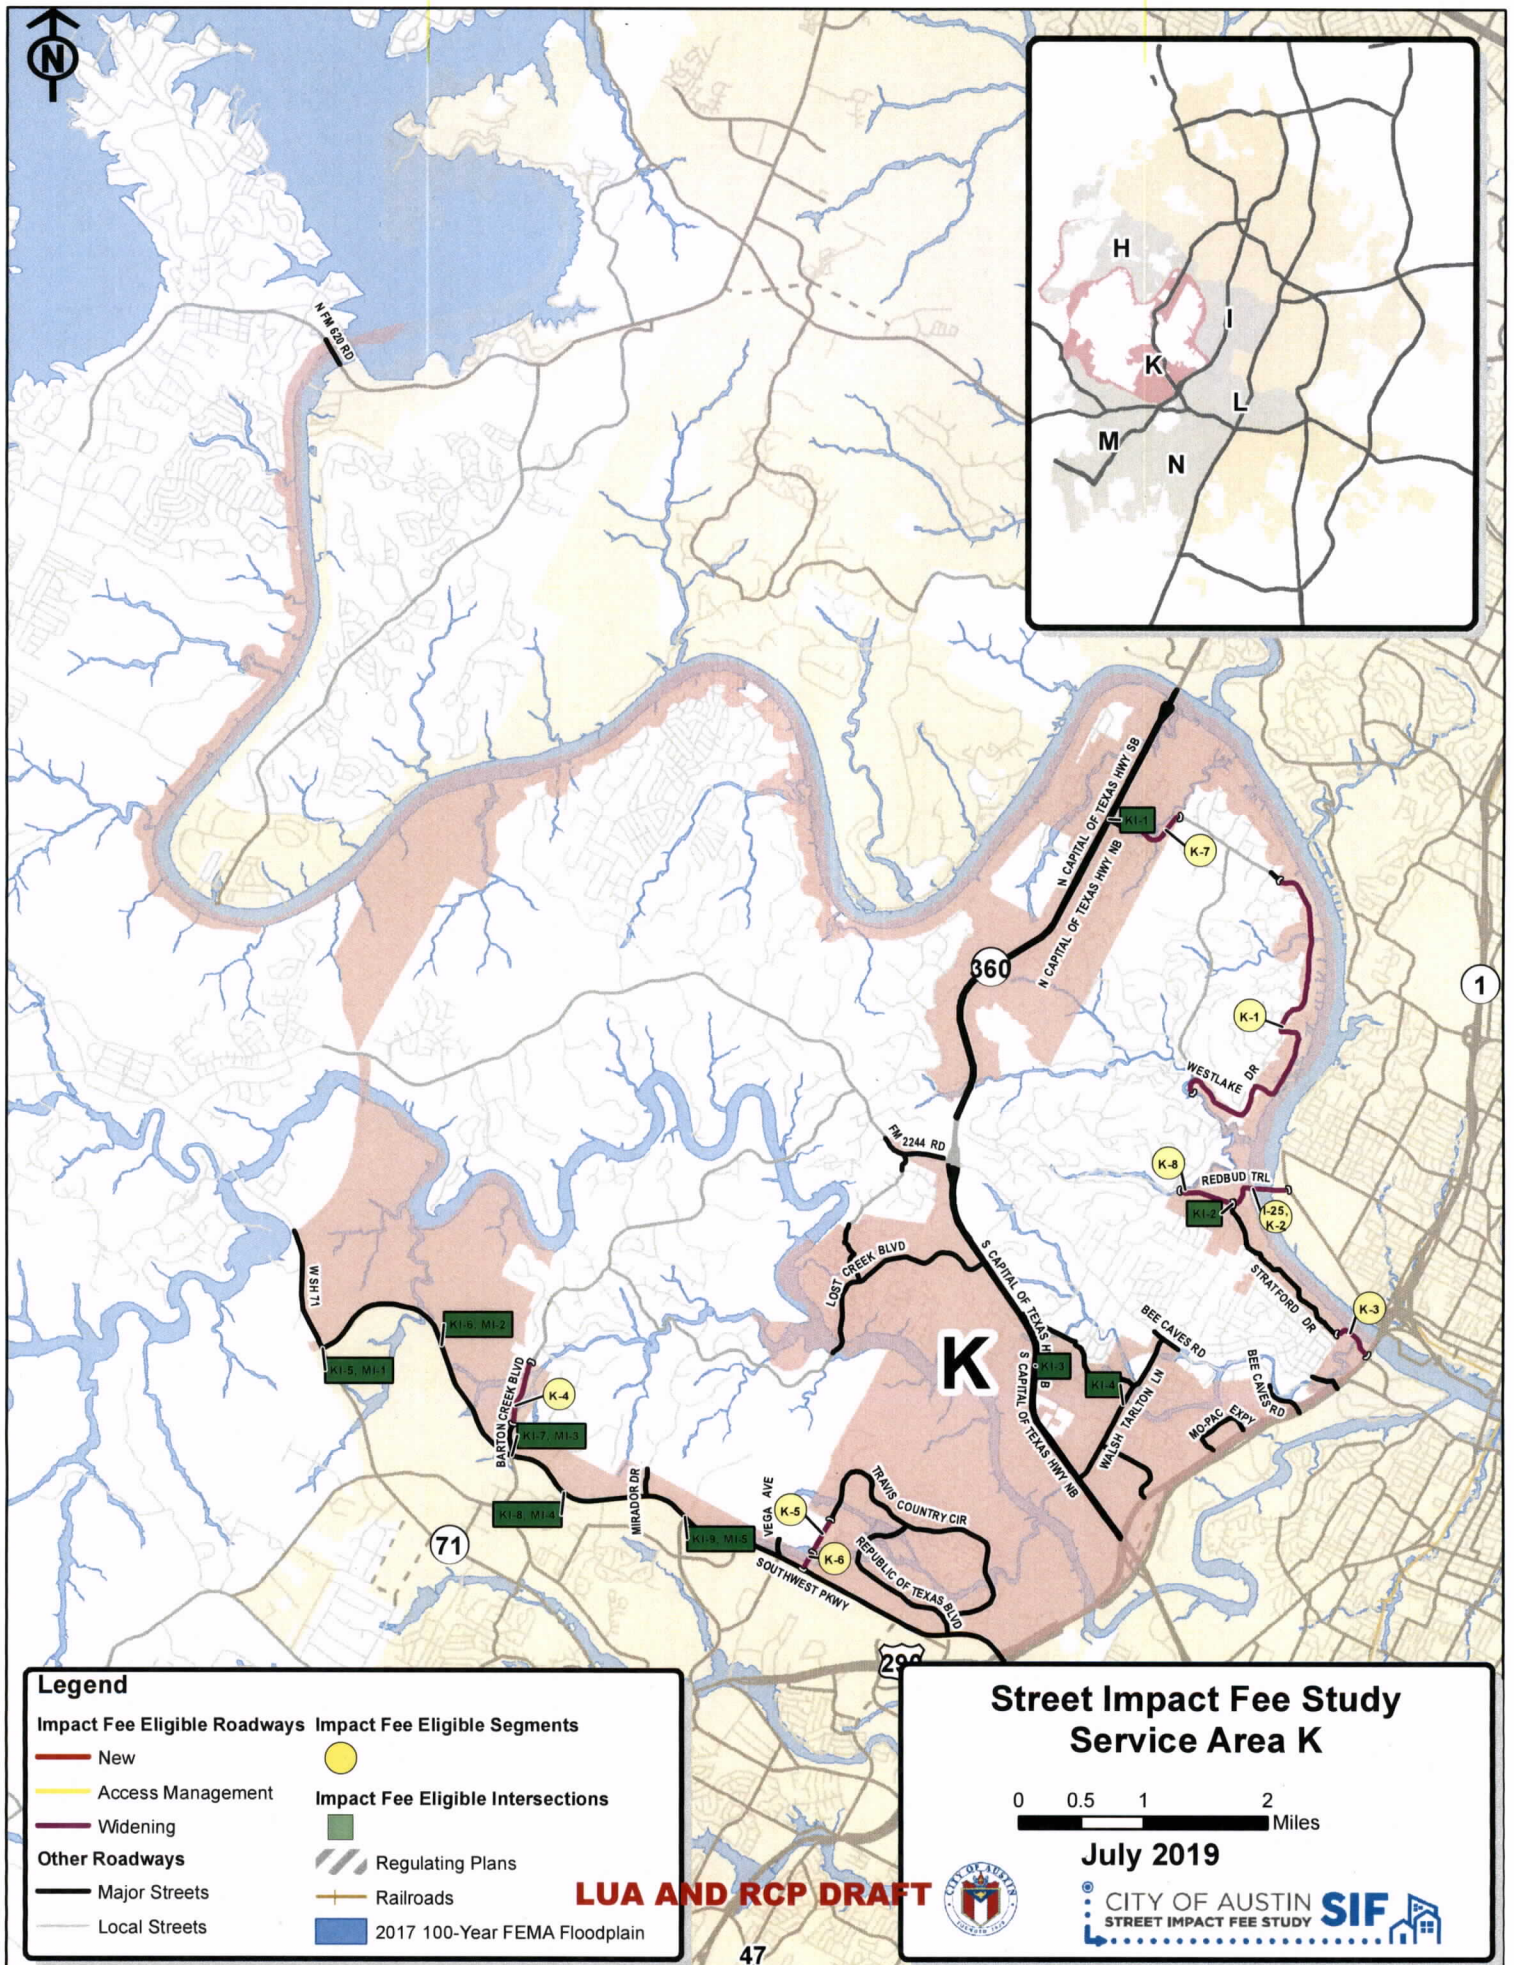 N
N FM 620 RD
H
I
K
L
M
N
N CAPITAL OF TEXAS HWY SB
N CAPITAL OF TEXAS HWY NB
KI-1
K-7
360
1
K-1
WESTLAKE DR
FM 2244 RD
K-8
REDBUD TRL
KI-2
I-25,
K-2
STRATFORD DR
K-3
W SH 71
LOST CREEK BLVD
S CAPITAL OF TEXAS H
B
S CAPITAL OF TEXAS HWY NB
BEE CAVES RD
KI-6, MI-2
KI-5, MI-1
K
KI-3
KI-4
WALSH TARLTON LN
BEE CAVES RD
MOPAC EXPY
BARTON CREEK BLVD
K-4
KI-7, MI-3
KI-8, MI-4
MIRADOR DR
KI-9, MI-5
VEGA AVE
K-5
K-6
TRAVIS COUNTRY CIR
REPUBLIC OF TEXAS BLVD
SOUTHWEST PKWY
71
290
Legend
Impact Fee Eligible Roadways
New
Access Management
Widening
Other Roadways
Major Streets
Local Streets
Impact Fee Eligible Segments
Impact Fee Eligible Intersections
Regulating Plans
Railroads
2017 100-Year FEMA Floodplain
LUA AND RCP DRAFT
47
Street Impact Fee Study
Service Area K
0 0.5 1 2
Miles
July 2019
CITY OF AUSTIN
CITY OF AUSTIN
STREET IMPACT FEE STUDY
SIF